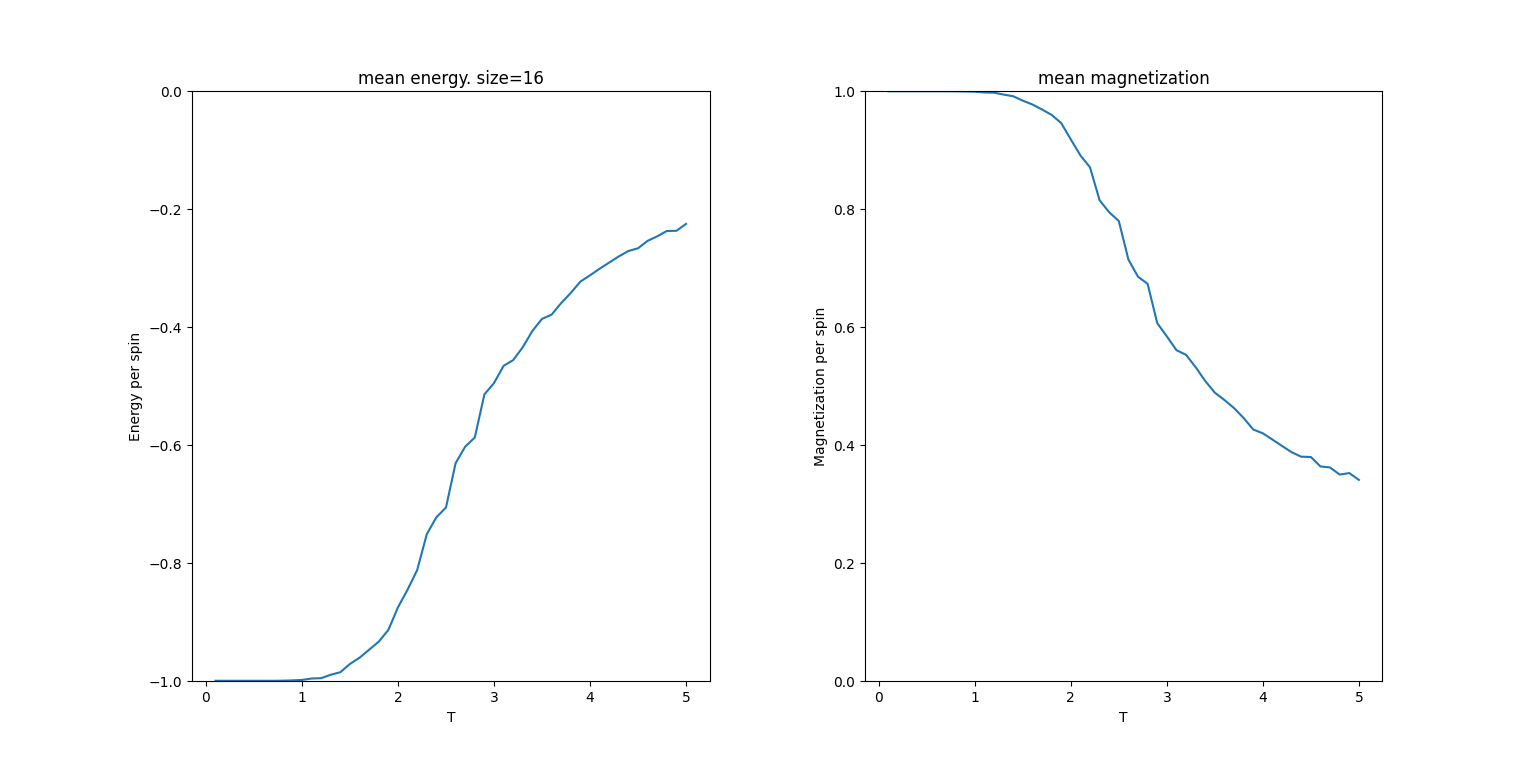 mean energy. size=16
0.0
−0.2
−0.4
−0.6
−0.8
−1.0
Energy per spin
0 1 2 3 4 5
T
mean magnetization
1.0
0.8
0.6
0.4
0.2
0.0
Magnetization per spin
0 1 2 3 4 5
T